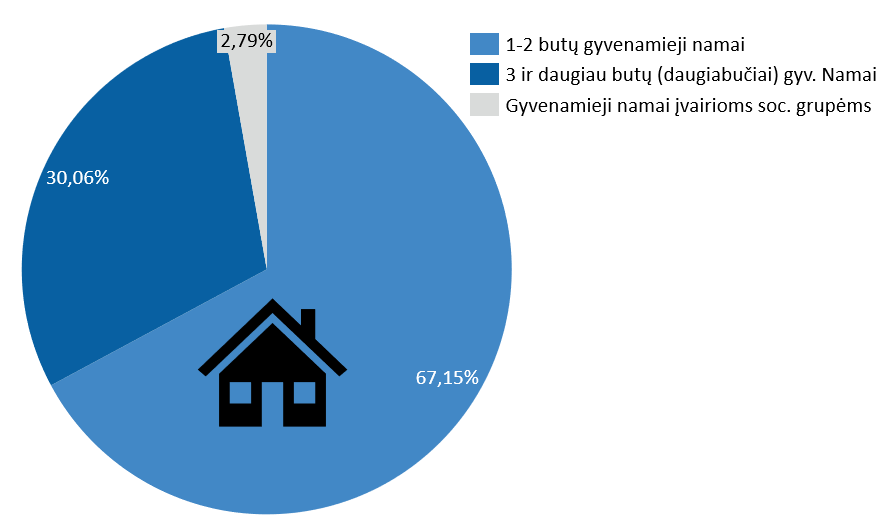 2,79%
1-2 butų gyvenamieji namai
3 ir daugiau butų (daugiabučiai) gyv. Namai
Gyvenamieji namai įvairioms soc. grupėms
30,06%
67,15%